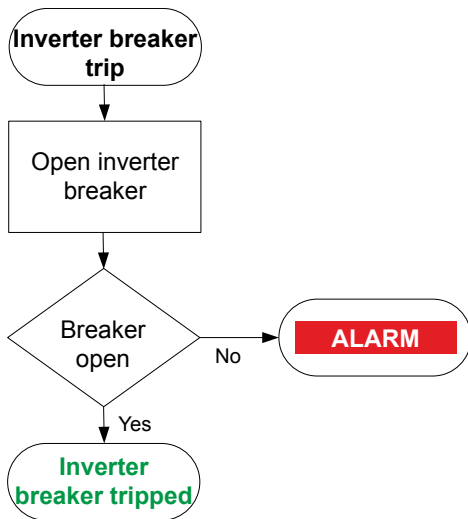 Inverter breaker
trip
Open inverter
breaker
Breaker
open
No
ALARM
Yes
Inverter
breaker tripped